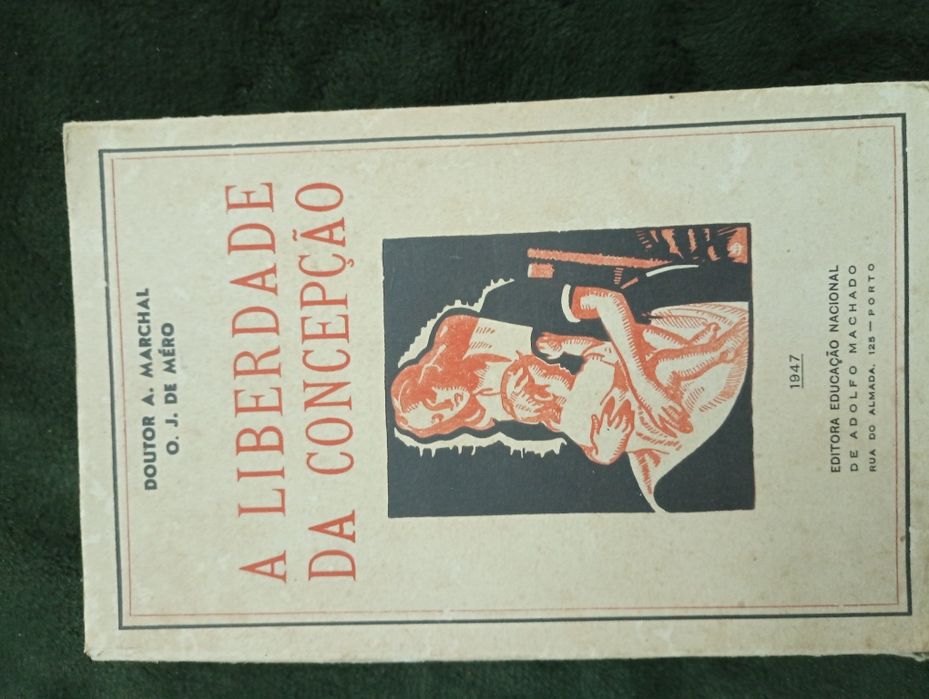 DOUTOR A. MARCHAL
O. J. DE MÉRO
A LIBERDADE
DA CONCEPÇÃO
1947
EDITORA EDUCAÇÃO NACIONAL
DE ADOLFO MACHADO
RUA DO ALMADA, 125 — PORTO